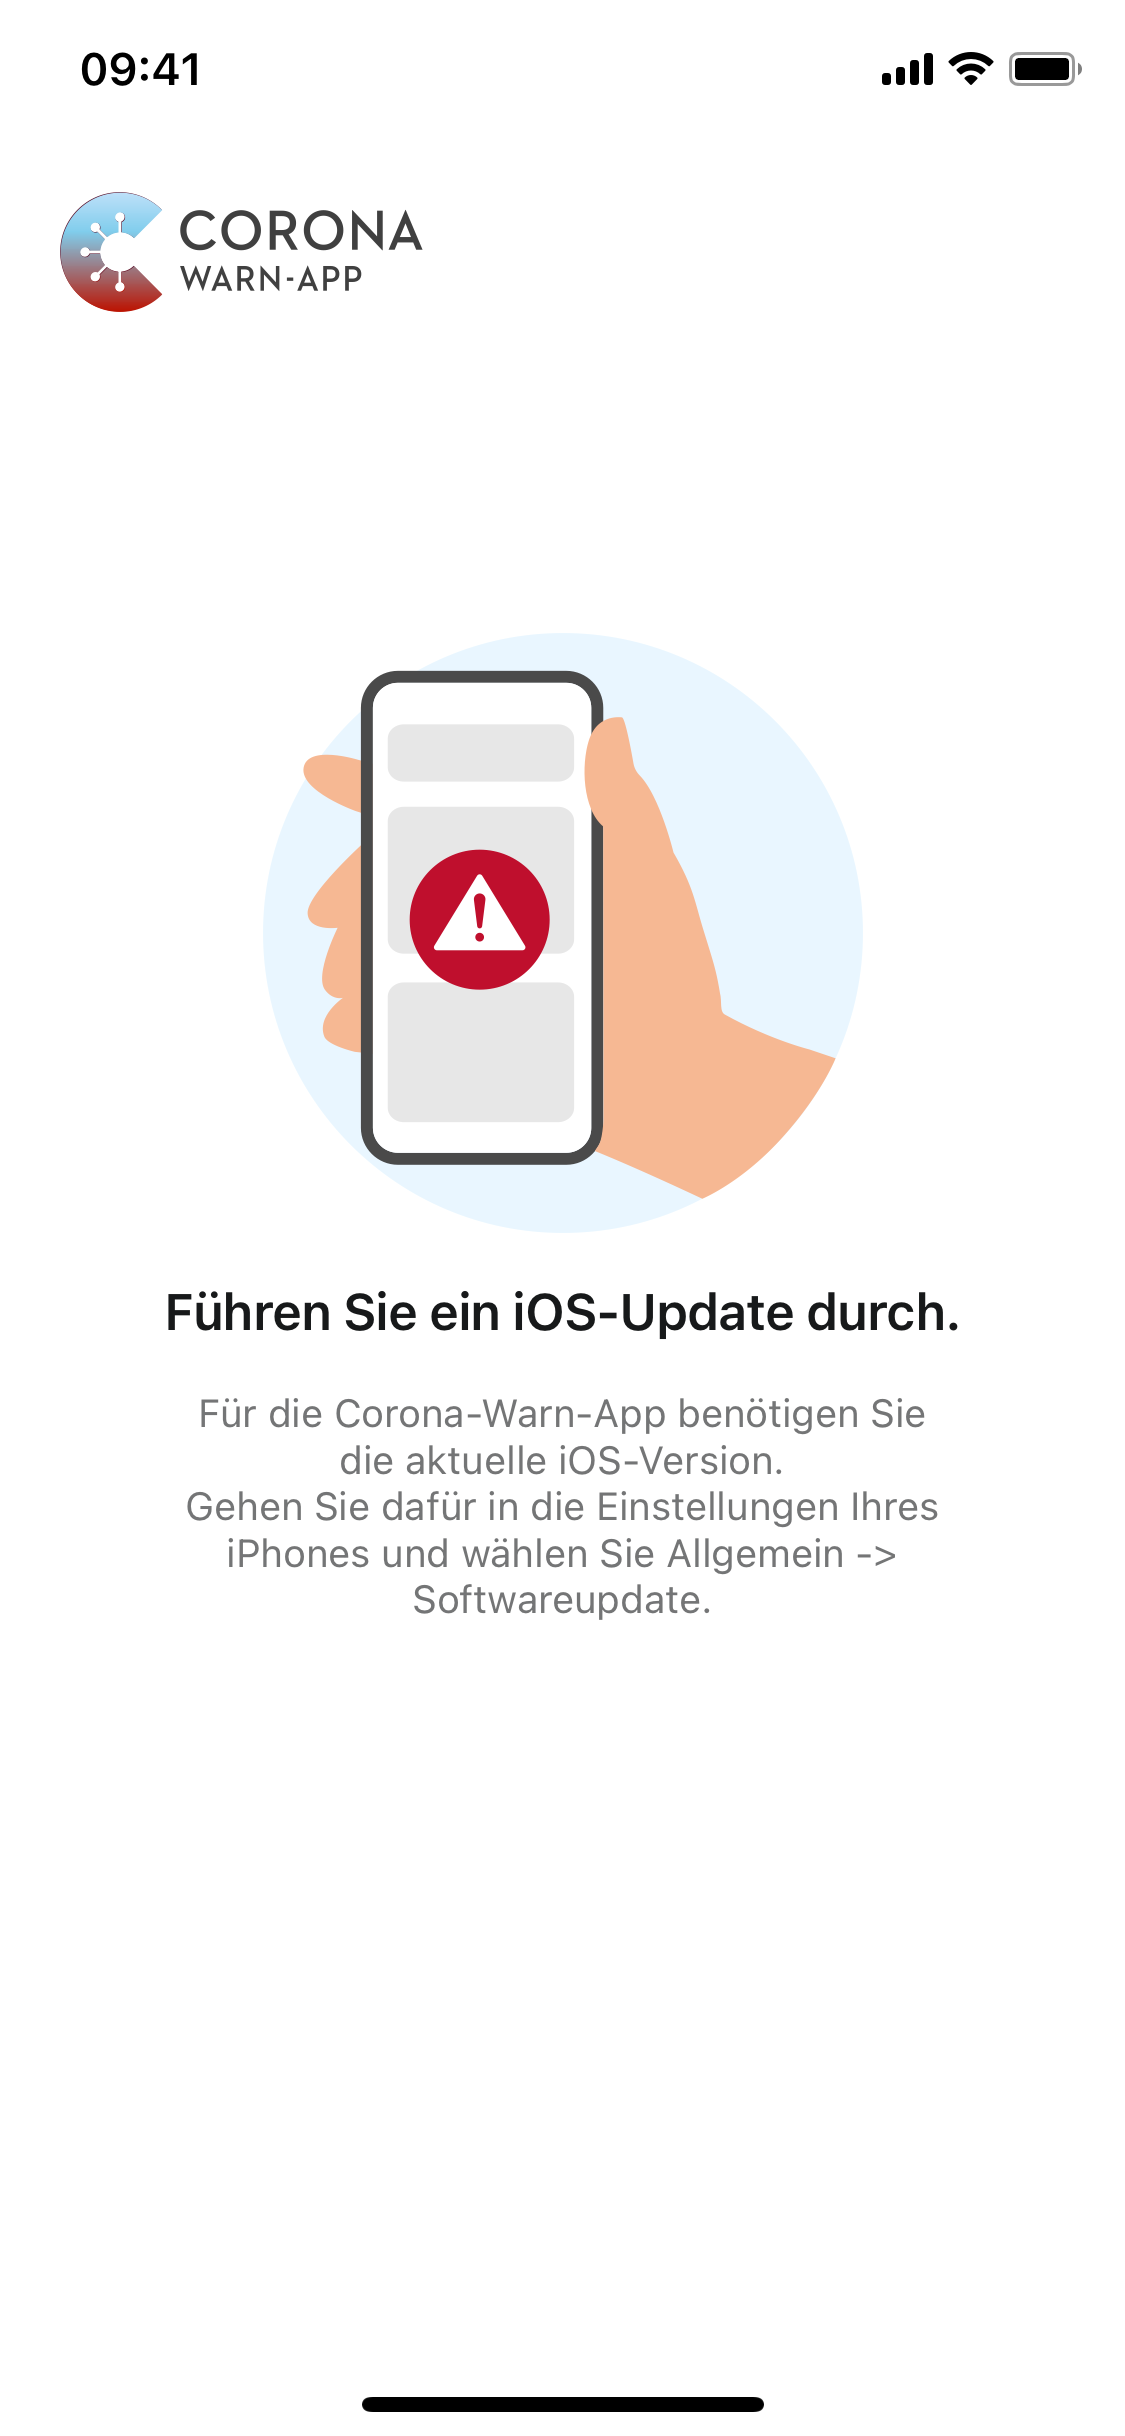 09:41
CORONA
WARN-APP
Führen Sie ein iOS-Update durch.
Für die Corona-Warn-App benötigen Sie
die aktuelle iOS-Version.
Gehen Sie dafür in die Einstellungen Ihres
iPhones und wählen Sie Allgemein ->
Softwareupdate.